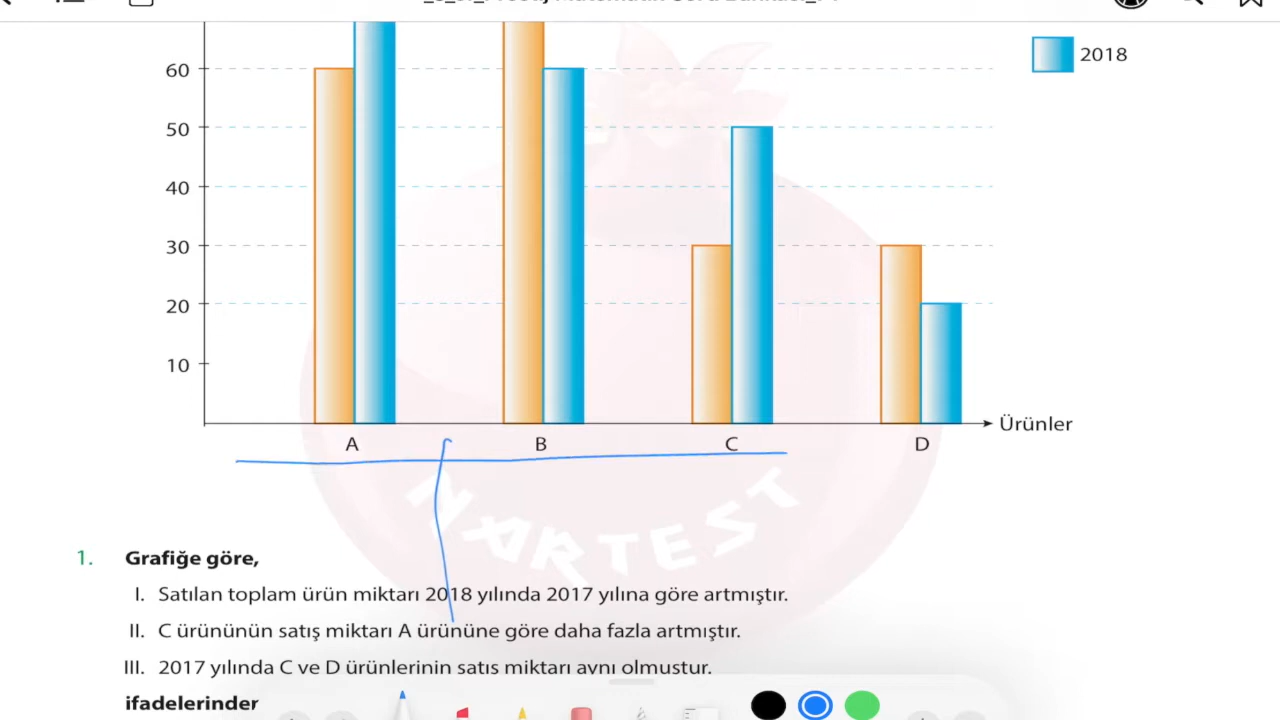 2018
60
50
40
30
20
10
Ürünler
A B C D
NARTEST
1. Grafiğe göre,
I. Satılan toplam ürün miktarı 2018 yılında 2017 yılına göre artmıştır.
II. C ürününün satış miktarı A ürününe göre daha fazla artmıştır.
III. 2017 yılında C ve D ürünlerinin satış miktarı aynı olmuştur.
ifadelerinder